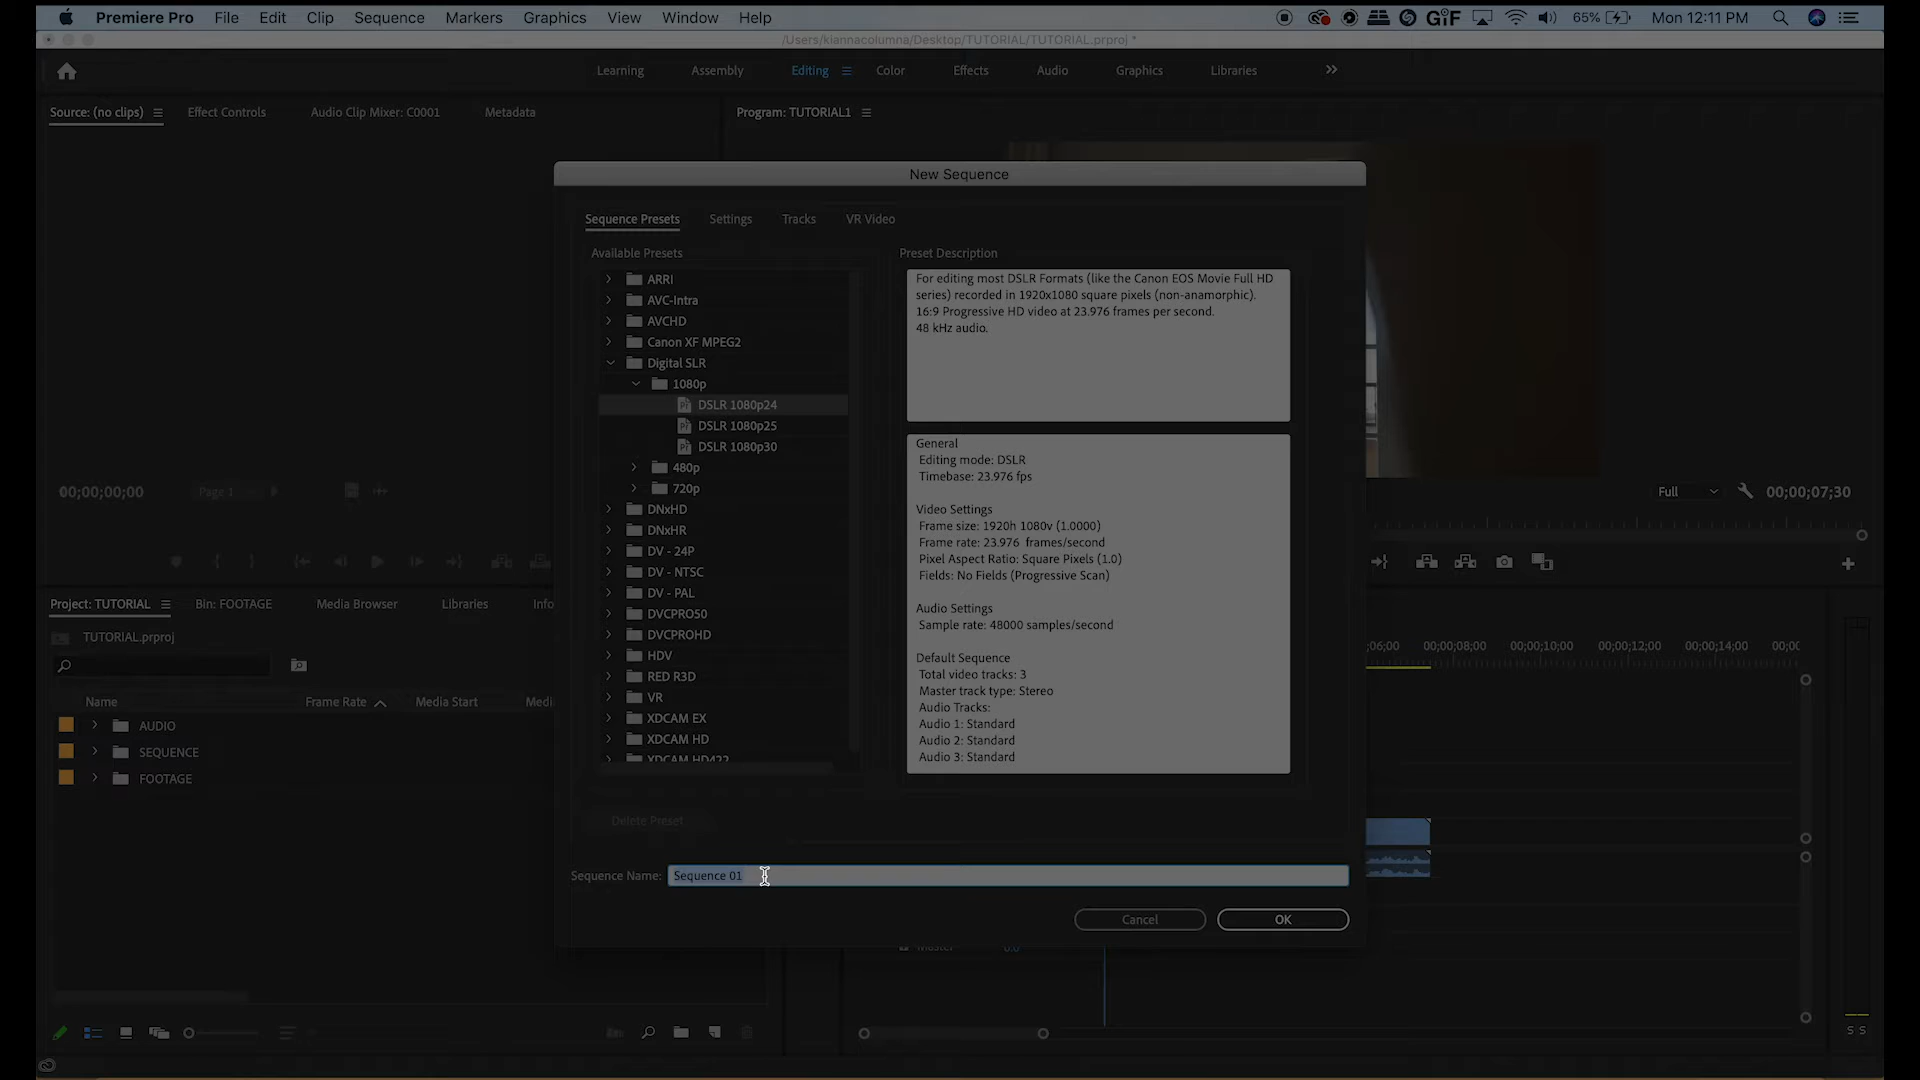 Premiere Pro File Edit Clip Sequence Markers Graphics View Window Help GIF 65% Mon 12:11 PM
/Users/kiannacolumna/Desktop/TUTORIAL/TUTORIAL.prproj *
Learning Assembly Editing Color Effects Audio Graphics Libraries
Source: (no clips) Effect Controls Audio Clip Mixer: C0001 Metadata Program: TUTORIAL1
New Sequence
Sequence Presets Settings Tracks VR Video
Available Presets
ARRI
AVC-Intra
AVCHD
Canon XF MPEG2
Digital SLR
1080p
DSLR 1080p24
DSLR 1080p25
DSLR 1080p30
480p
720p
DNxHD
DNxHR
DV - 24P
DV - NTSC
DV - PAL
DVCPRO50
DVCPROHD
HDV
RED R3D
VR
XDCAM EX
XDCAM HD
XDCAM HD422
Preset Description
For editing most DSLR Formats (like the Canon EOS Movie Full HD
series) recorded in 1920x1080 square pixels (non-anamorphic).
16:9 Progressive HD video at 23.976 frames per second.
48 kHz audio.
General
Editing mode: DSLR
Timebase: 23.976 fps
Video Settings
Frame size: 1920h 1080v (1.0000)
Frame rate: 23.976 frames/second
Pixel Aspect Ratio: Square Pixels (1.0)
Fields: No Fields (Progressive Scan)
Audio Settings
Sample rate: 48000 samples/second
Default Sequence
Total video tracks: 3
Master track type: Stereo
Audio Tracks:
Audio 1: Standard
Audio 2: Standard
Audio 3: Standard
Delete Preset
Sequence Name: Sequence 01
Cancel OK
00;00;00;00 Page 1
Full 00;00;07;30
Project: TUTORIAL Bin: FOOTAGE Media Browser Libraries Info
TUTORIAL.prproj
Name Frame Rate Media Start Medi
AUDIO
SEQUENCE
FOOTAGE
;06;00 00;00;08;00 00;00;10;00 00;00;12;00 00;00;14;00 00;0(
Master 0.0
S S